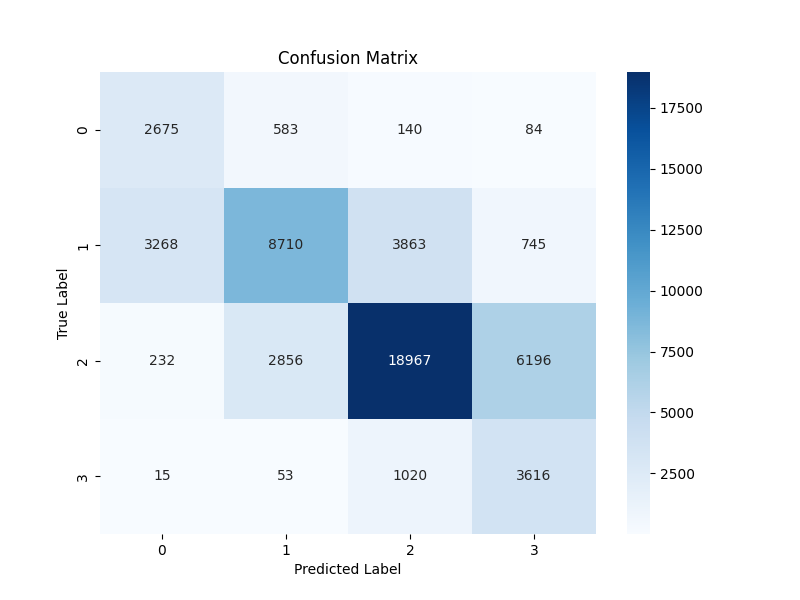 Confusion Matrix
True Label
0
2675 583 140 84
1
3268 8710 3863 745
2
232 2856 18967 6196
3
15 53 1020 3616
0 1 2 3
Predicted Label
17500
15000
12500
10000
7500
5000
2500